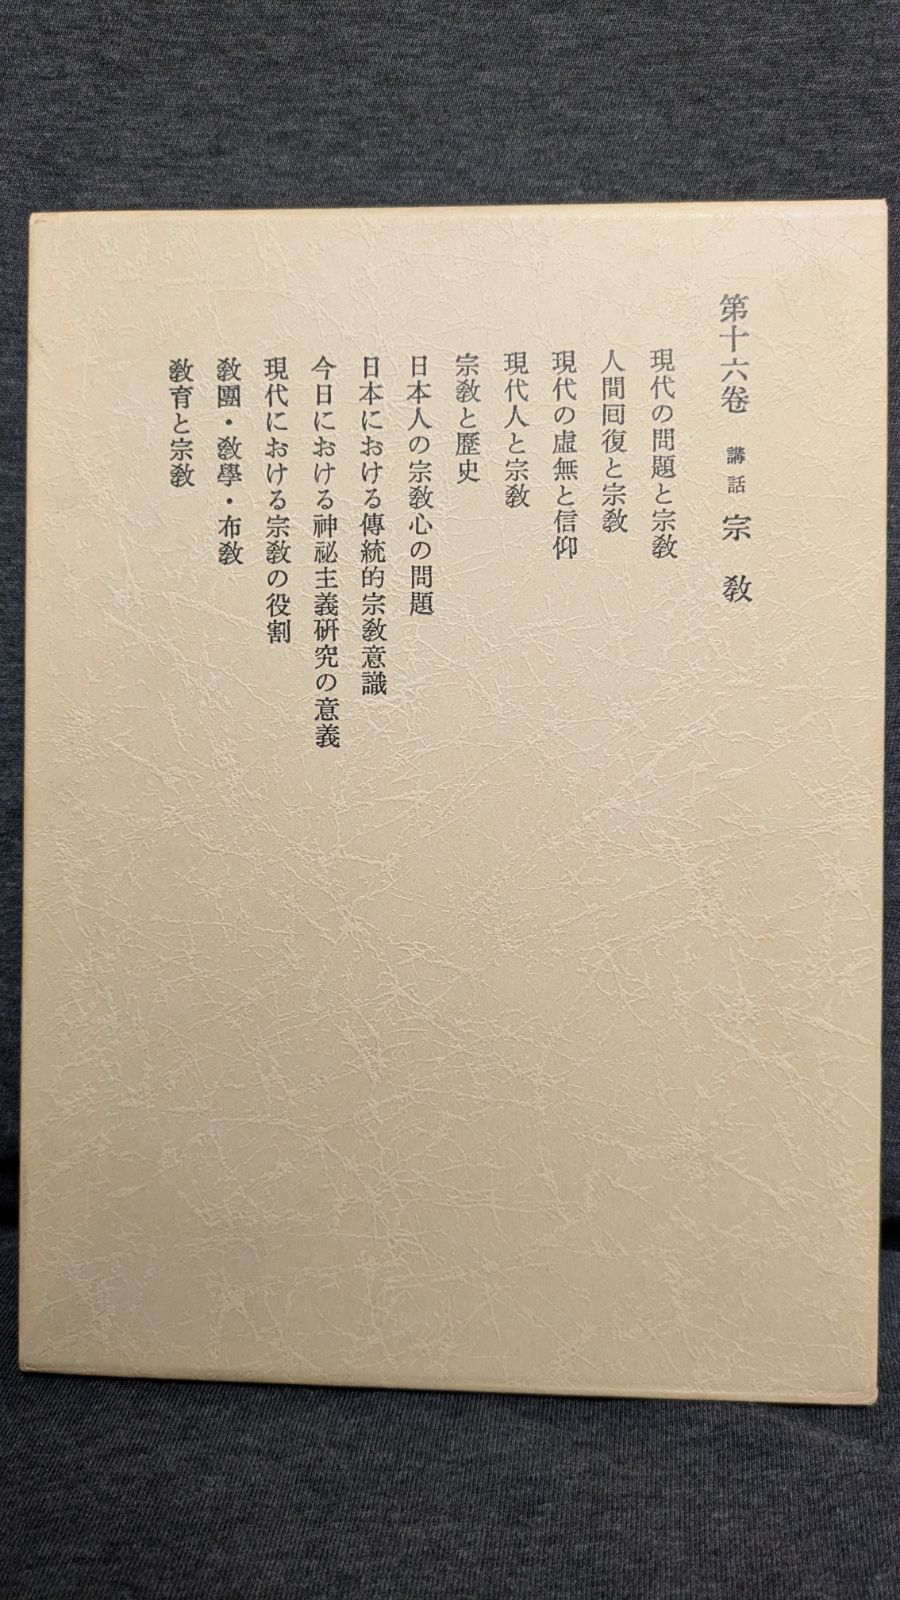 第十六卷 講話 宗教
現代の問題と宗教
人間回復と宗教
現代の虛無と信仰
現代人と宗教
宗教と歷史
日本人の宗教心の問題
日本における傳統的宗教意識
今日における神祕主義硏究の意義
現代における宗教の役割
教團・教學・布教
教育と宗教